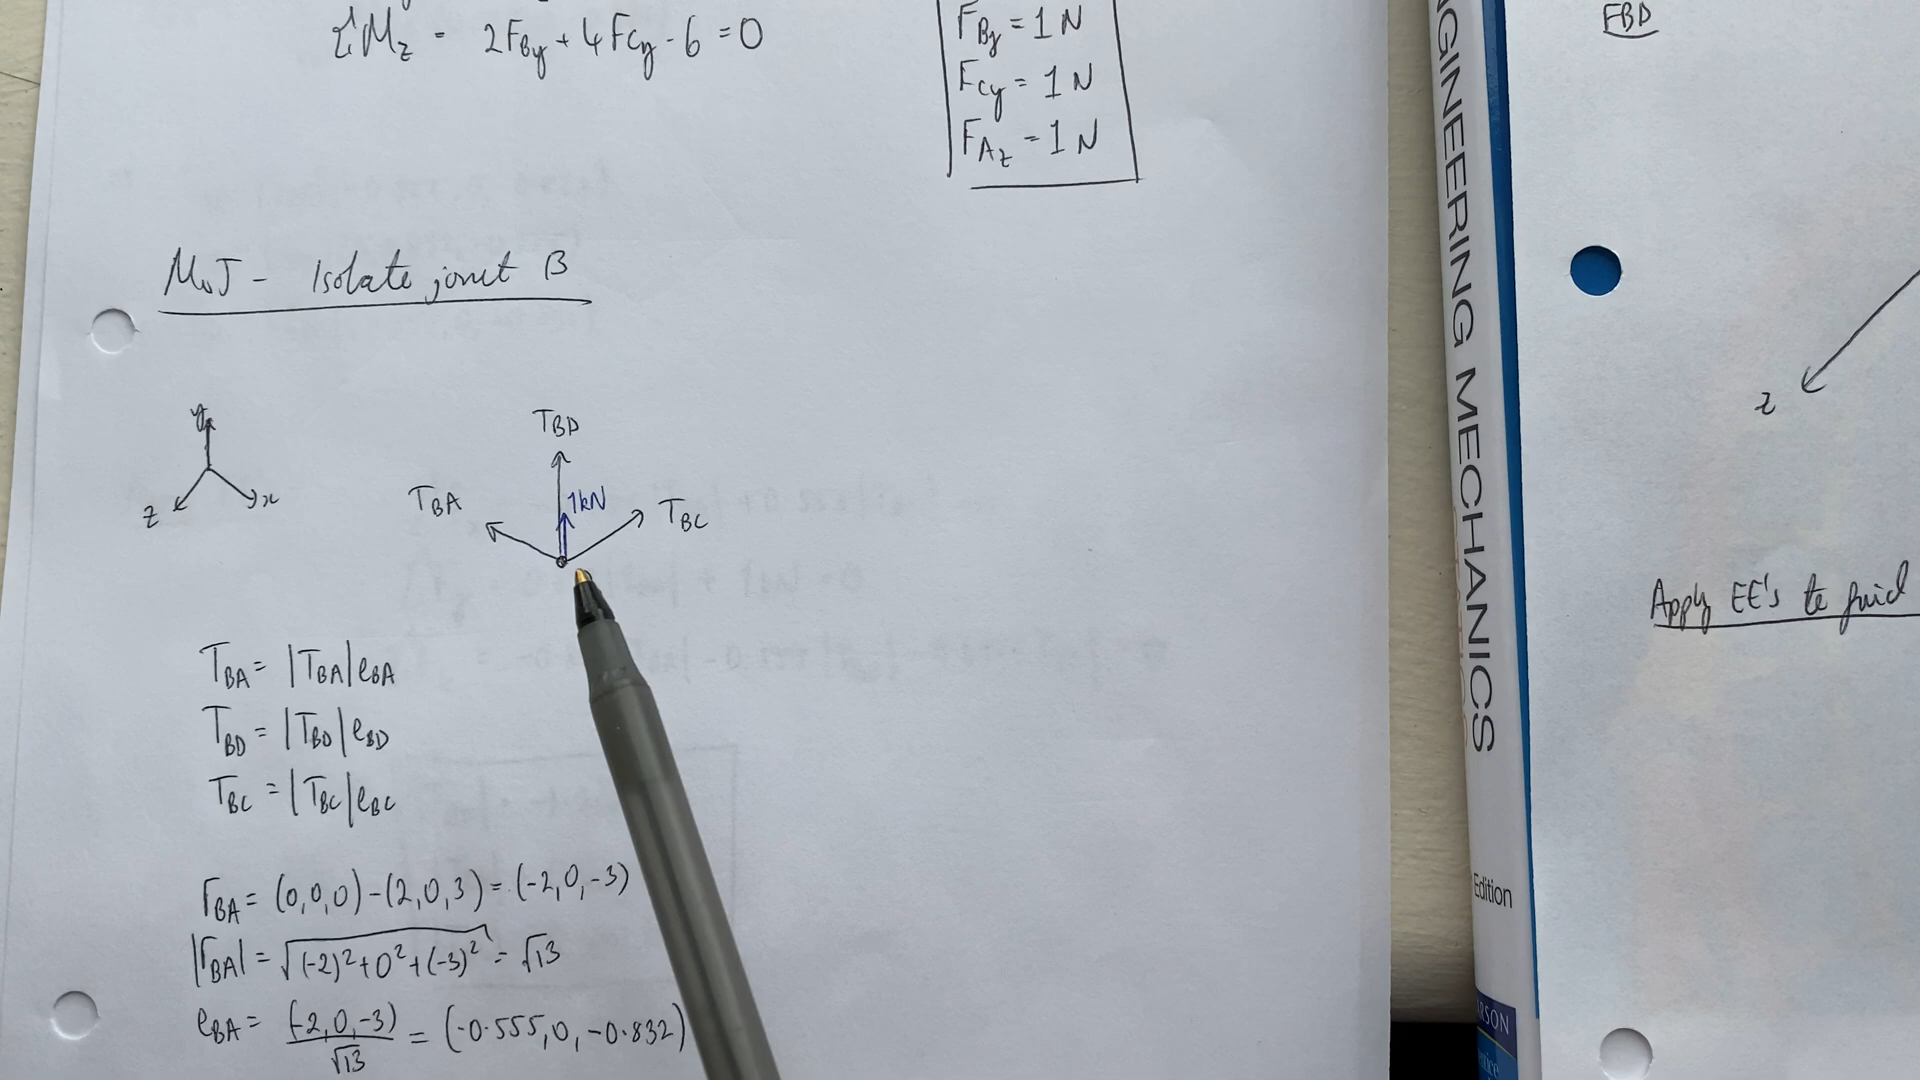 ΣMz = 2FBy + 4FCy - 6 = 0
FBy = 1 N
FCy = 1 N
FAz = 1 N
MoJ - Isolate joint B
y
z
x
TBD
TBA
1kN
TBC
TBA = |TBA|eBA
TBD = |TBD|eBD
TBC = |TBC|eBC
rBA = (0,0,0)-(2,0,3) = (-2,0,-3)
|rBA| = √(-2)²+0²+(-3)² = √13
eBA = (-2,0,-3)/√13 = (-0.555,0,-0.832)
NGINEERING MECHANICS
Edition
FBD
z
Apply EE's to